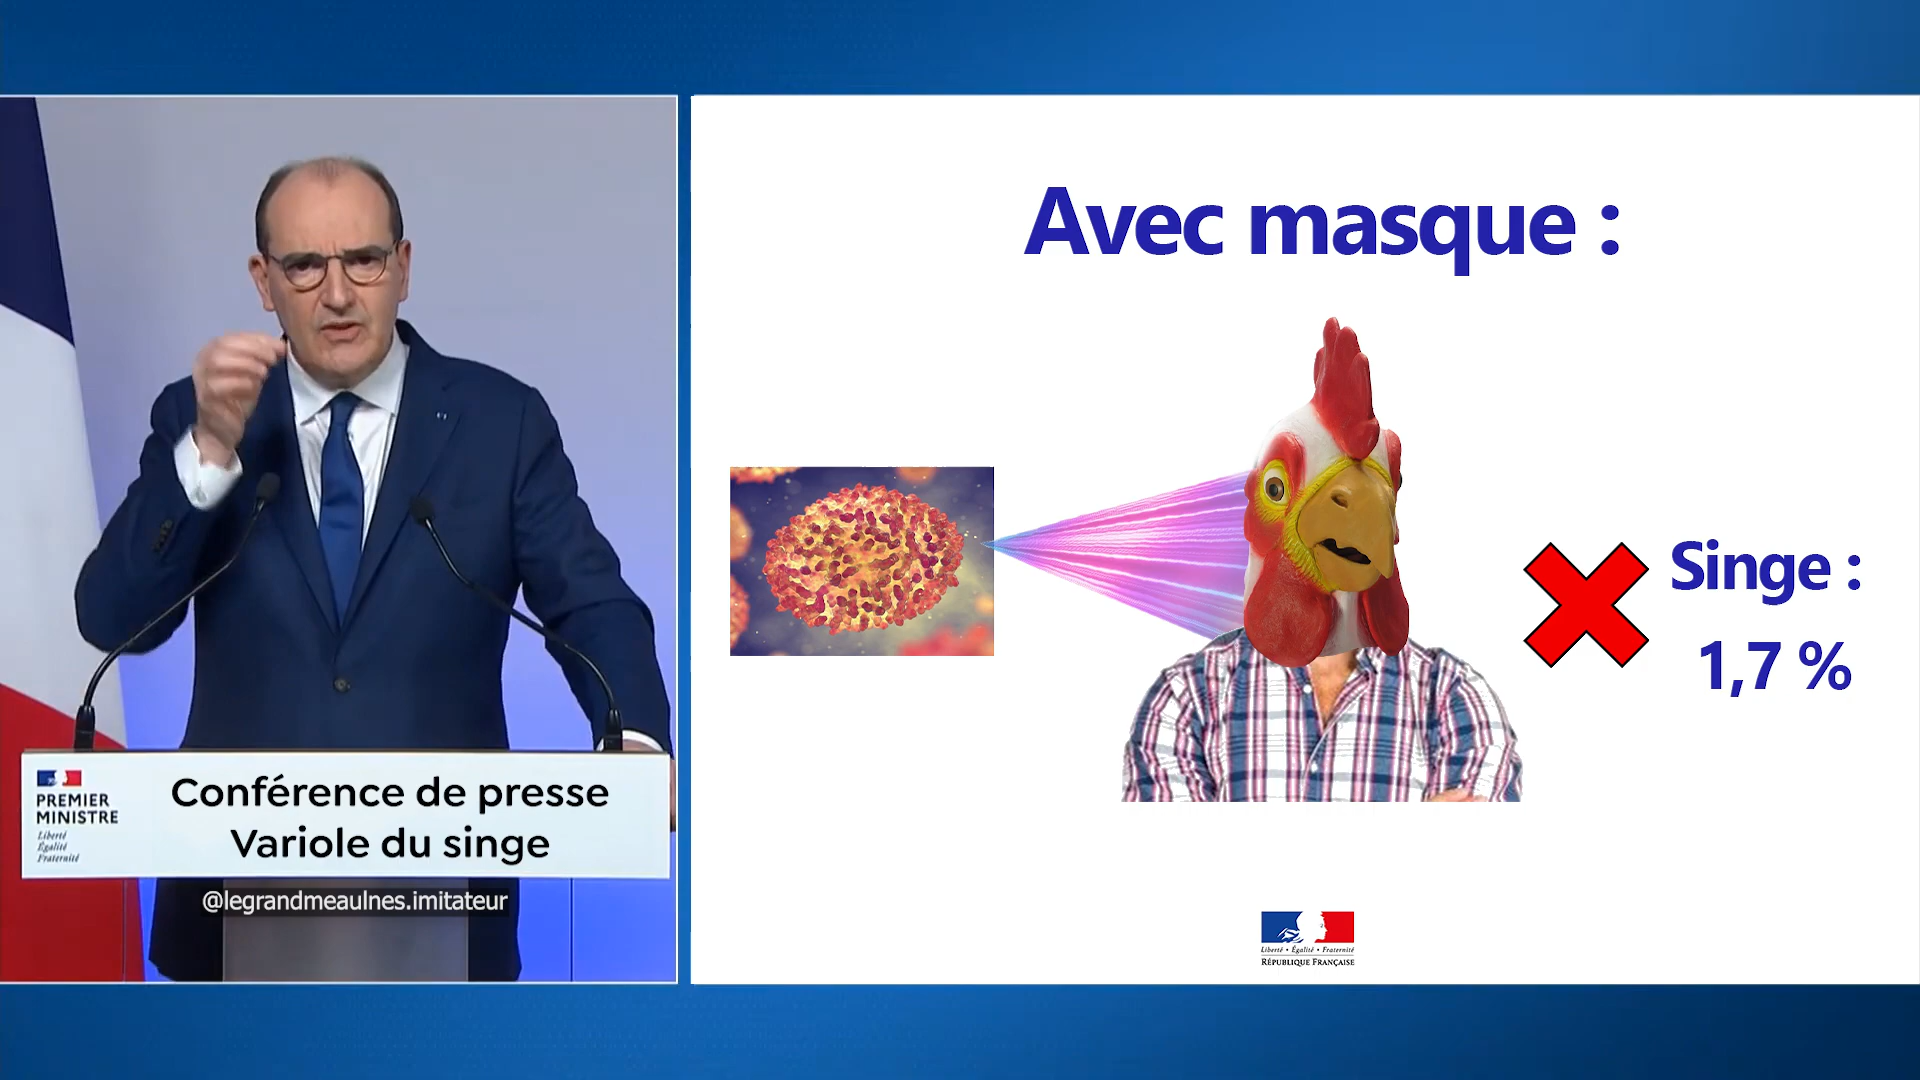 Avec masque :
Singe :
1,7 %
PREMIER
MINISTRE
Liberté
Égalité
Fraternité
Conférence de presse
Variole du singe
@legrandmeaulnes.imitateur
Liberté • Égalité • Fraternité
RÉPUBLIQUE FRANÇAISE